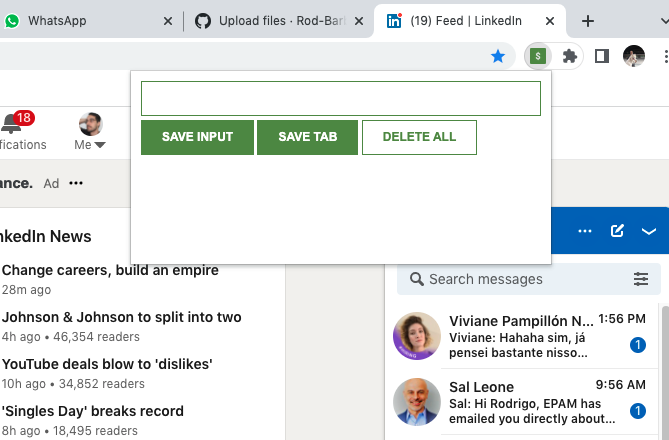 WhatsApp
Upload files · Rod-Barl
(19) Feed | LinkedIn
$
SAVE INPUT
SAVE TAB
DELETE ALL
18
fications
Me
ance. Ad
nkedIn News
Change careers, build an empire
28m ago
Johnson & Johnson to split into two
4h ago • 46,354 readers
YouTube deals blow to 'dislikes'
10h ago • 34,852 readers
'Singles Day' breaks record
8h ago • 18,495 readers
Search messages
Viviane Pampillón N... 1:56 PM
Viviane: Hahaha sim, já
pensei bastante nisso...
1
Sal Leone 9:56 AM
Sal: Hi Rodrigo, EPAM has
emailed you directly about...
1